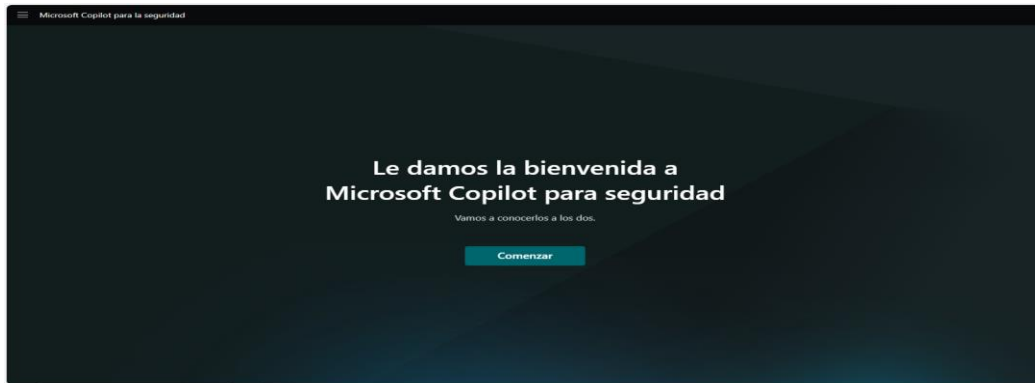 Microsoft Copilot para la seguridad
Le damos la bienvenida a
Microsoft Copilot para seguridad
Vamos a conocerlos a los dos.
Comenzar